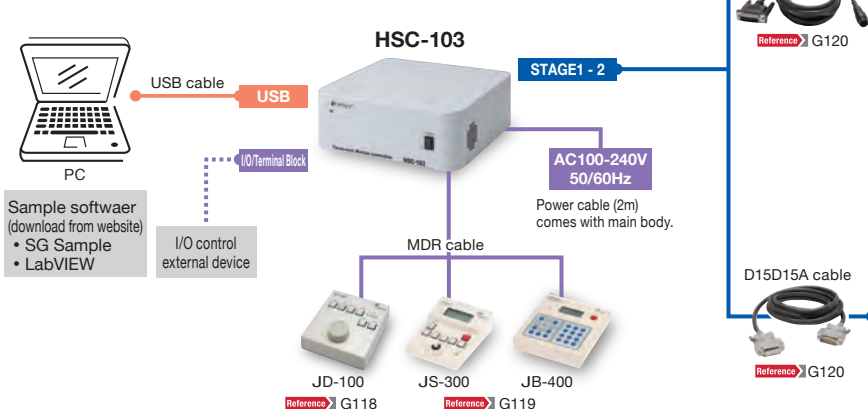 HSC-103
Reference G120
STAGE1 - 2
USB cable
USB
I/O/Terminal Block
HSC-103
AC100-240V
50/60Hz
PC
Power cable (2m)
comes with main body.
Sample softwaer
(download from website)
• SG Sample
• LabVIEW
I/O control
external device
MDR cable
D15D15A cable
JD-100
JS-300
JB-400
Reference G118
Reference G119
Reference G120